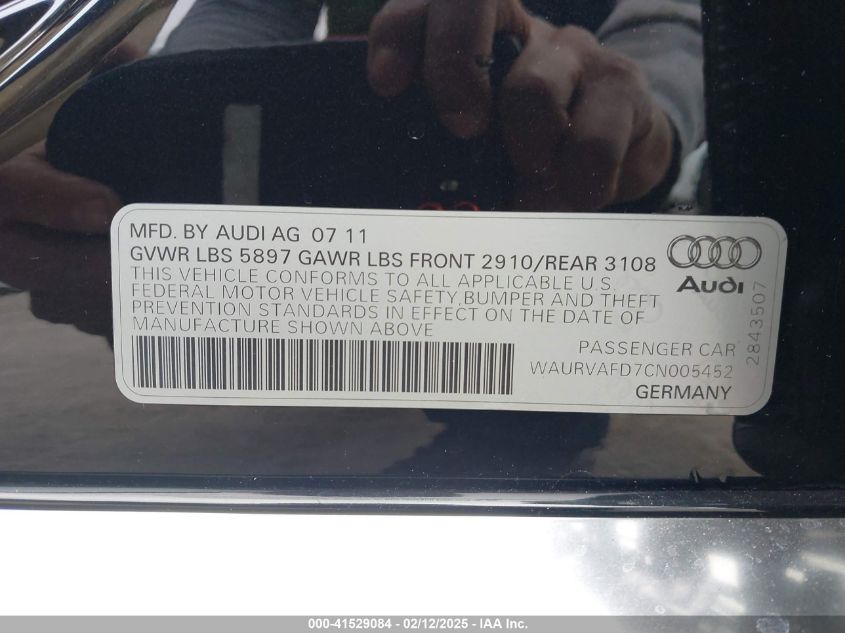 MFD. BY AUDI AG 07 11
GVWR LBS 5897 GAWR LBS FRONT 2910/REAR 3108
THIS VEHICLE CONFORMS TO ALL APPLICABLE U.S.
FEDERAL MOTOR VEHICLE SAFETY, BUMPER AND THEFT
PREVENTION STANDARDS IN EFFECT ON THE DATE OF
MANUFACTURE SHOWN ABOVE
Audi
2843507
PASSENGER CAR
WAURVAFD7CN005452
GERMANY
000-41529084 - 02/12/2025 - IAA Inc.